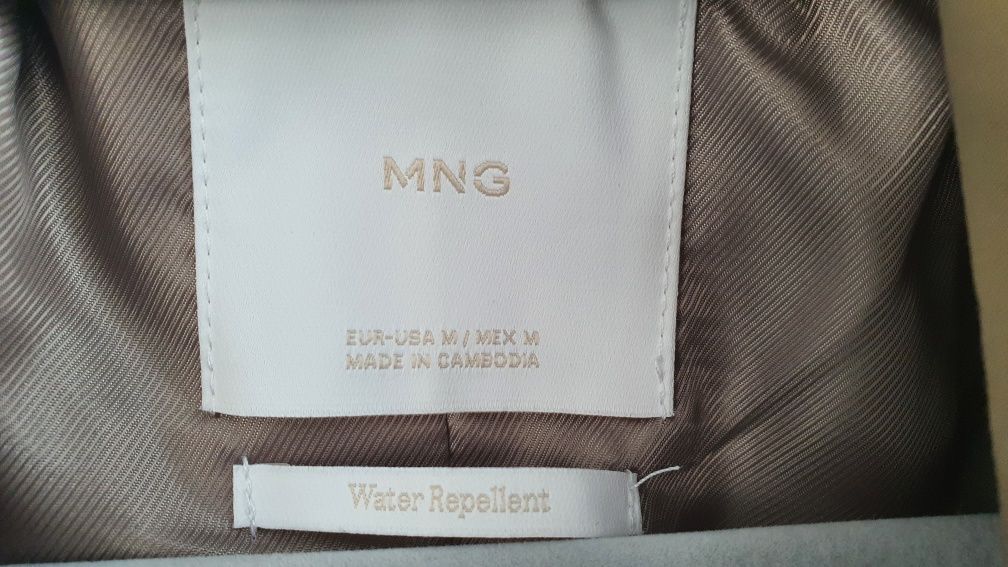 MNG
EUR-USA M / MEX M
MADE IN CAMBODIA
Water Repellent